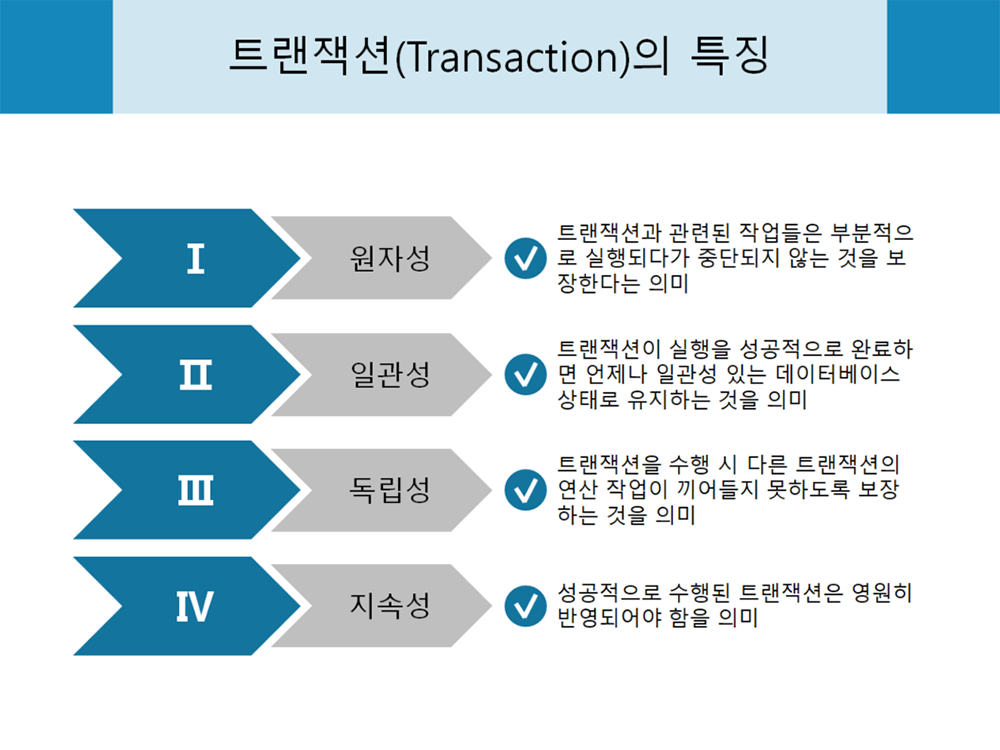 트랜잭션(Transaction)의 특징
I
원자성
트랜잭션과 관련된 작업들은 부분적으
로 실행되다가 중단되지 않는 것을 보
장한다는 의미
II
일관성
트랜잭션이 실행을 성공적으로 완료하
면 언제나 일관성 있는 데이터베이스
상태로 유지하는 것을 의미
III
독립성
트랜잭션을 수행 시 다른 트랜잭션의
연산 작업이 끼어들지 못하도록 보장
하는 것을 의미
IV
지속성
성공적으로 수행된 트랜잭션은 영원히
반영되어야 함을 의미